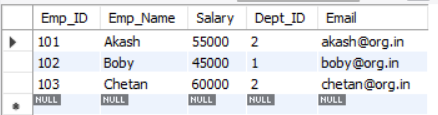 Emp_ID Emp_Name Salary Dept_ID Email
101 Akash 55000 2 akash@org.in
102 Boby 45000 1 boby@org.in
103 Chetan 60000 2 chetan@org.in
NULL NULL NULL NULL NULL